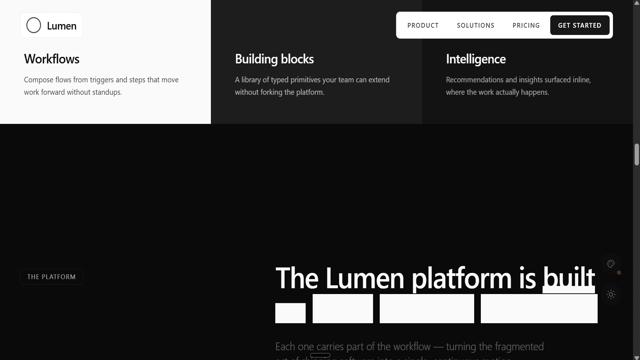 Lumen
PRODUCT SOLUTIONS PRICING GET STARTED
Workflows
Compose flows from triggers and steps that move
work forward without standups.
Building blocks
A library of typed primitives your team can extend
without forking the platform.
Intelligence
Recommendations and insights surfaced inline,
where the work actually happens.
THE PLATFORM
The Lumen platform is built
Each one carries part of the workflow — turning the fragmented